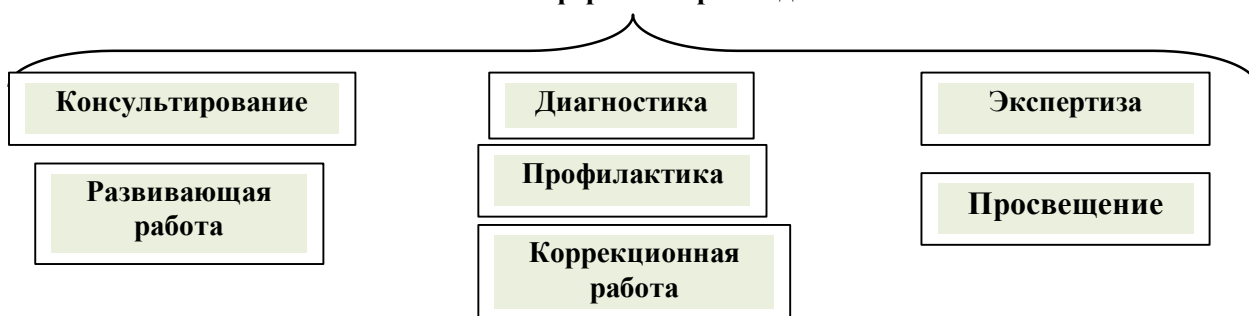 Консультирование
Диагностика
Экспертиза
Профилактика
Развивающая
работа
Просвещение
Коррекционная
работа